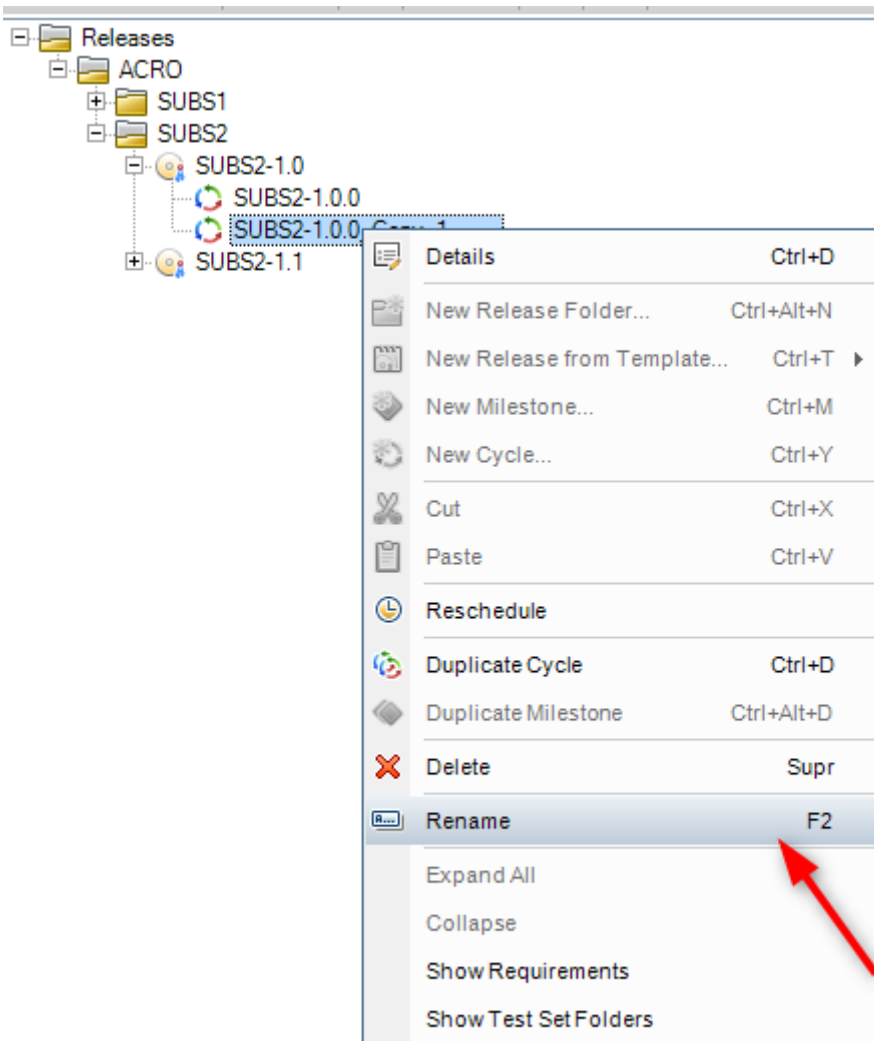 Releases
ACRO
SUBS1
SUBS2
SUBS2-1.0
SUBS2-1.0.0
SUBS2-1.0.0
SUBS2-1.1
Details Ctrl+D
New Release Folder... Ctrl+Alt+N
New Release from Template... Ctrl+T
New Milestone... Ctrl+M
New Cycle... Ctrl+Y
Cut Ctrl+X
Paste Ctrl+V
Reschedule
Duplicate Cycle Ctrl+D
Duplicate Milestone Ctrl+Alt+D
Delete Supr
Rename F2
Expand All
Collapse
Show Requirements
Show Test Set Folders